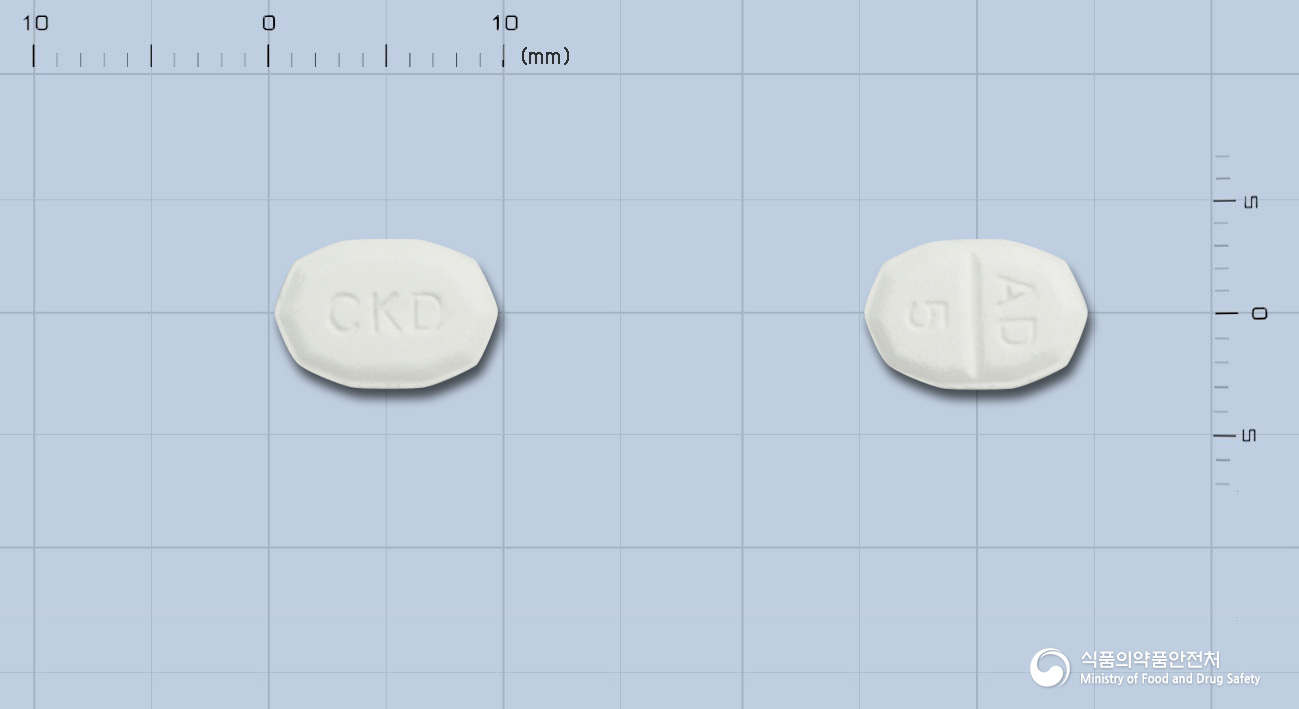 10 0 10
(mm)
CKD
AD
5
5
0
5
식품의약품안전처
Ministry of Food and Drug Safety